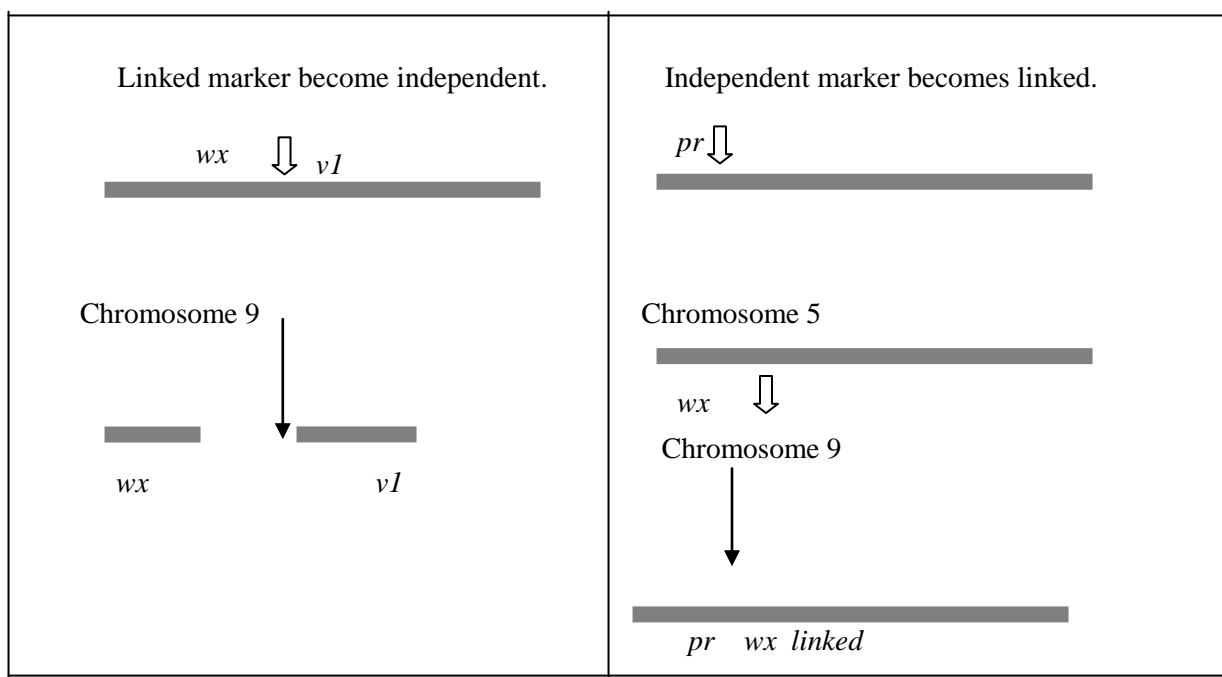 Linked marker become independent.
wx
v1
Chromosome 9
wx
v1
Independent marker becomes linked.
pr
Chromosome 5
wx
Chromosome 9
pr wx linked